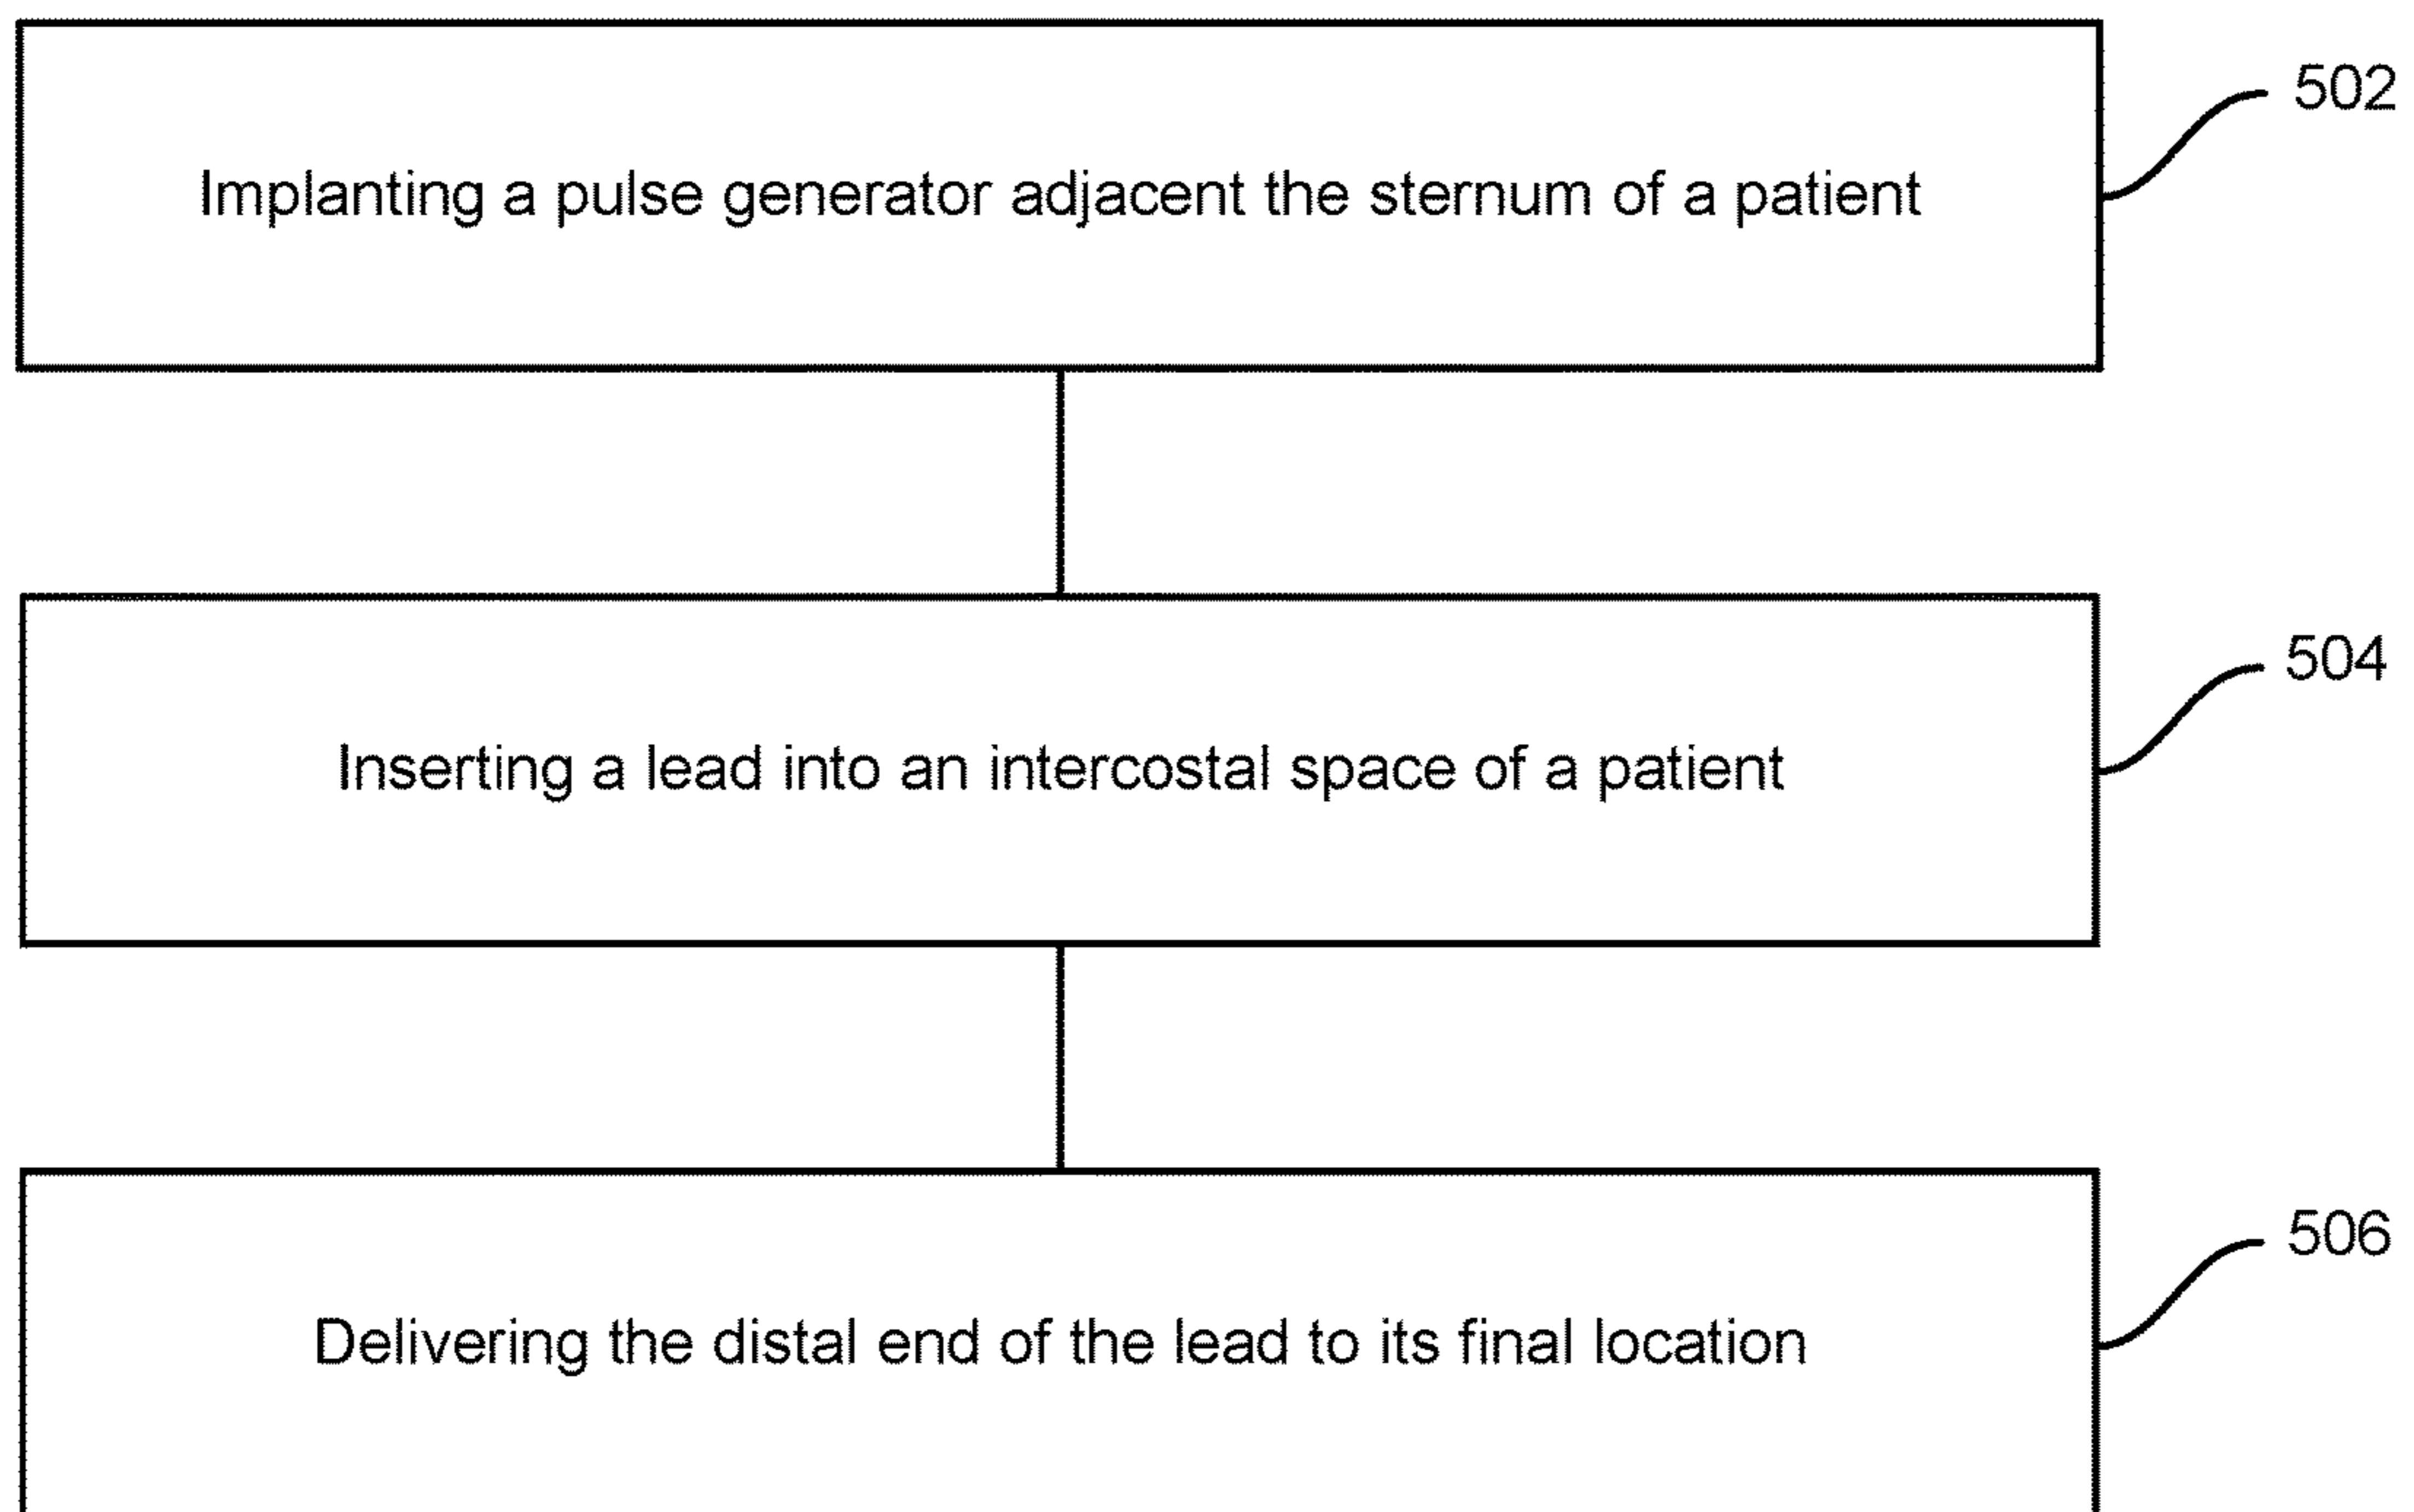 502
Implanting a pulse generator adjacent the sternum of a patient
504
Inserting a lead into an intercostal space of a patient
506
Delivering the distal end of the lead to its final location